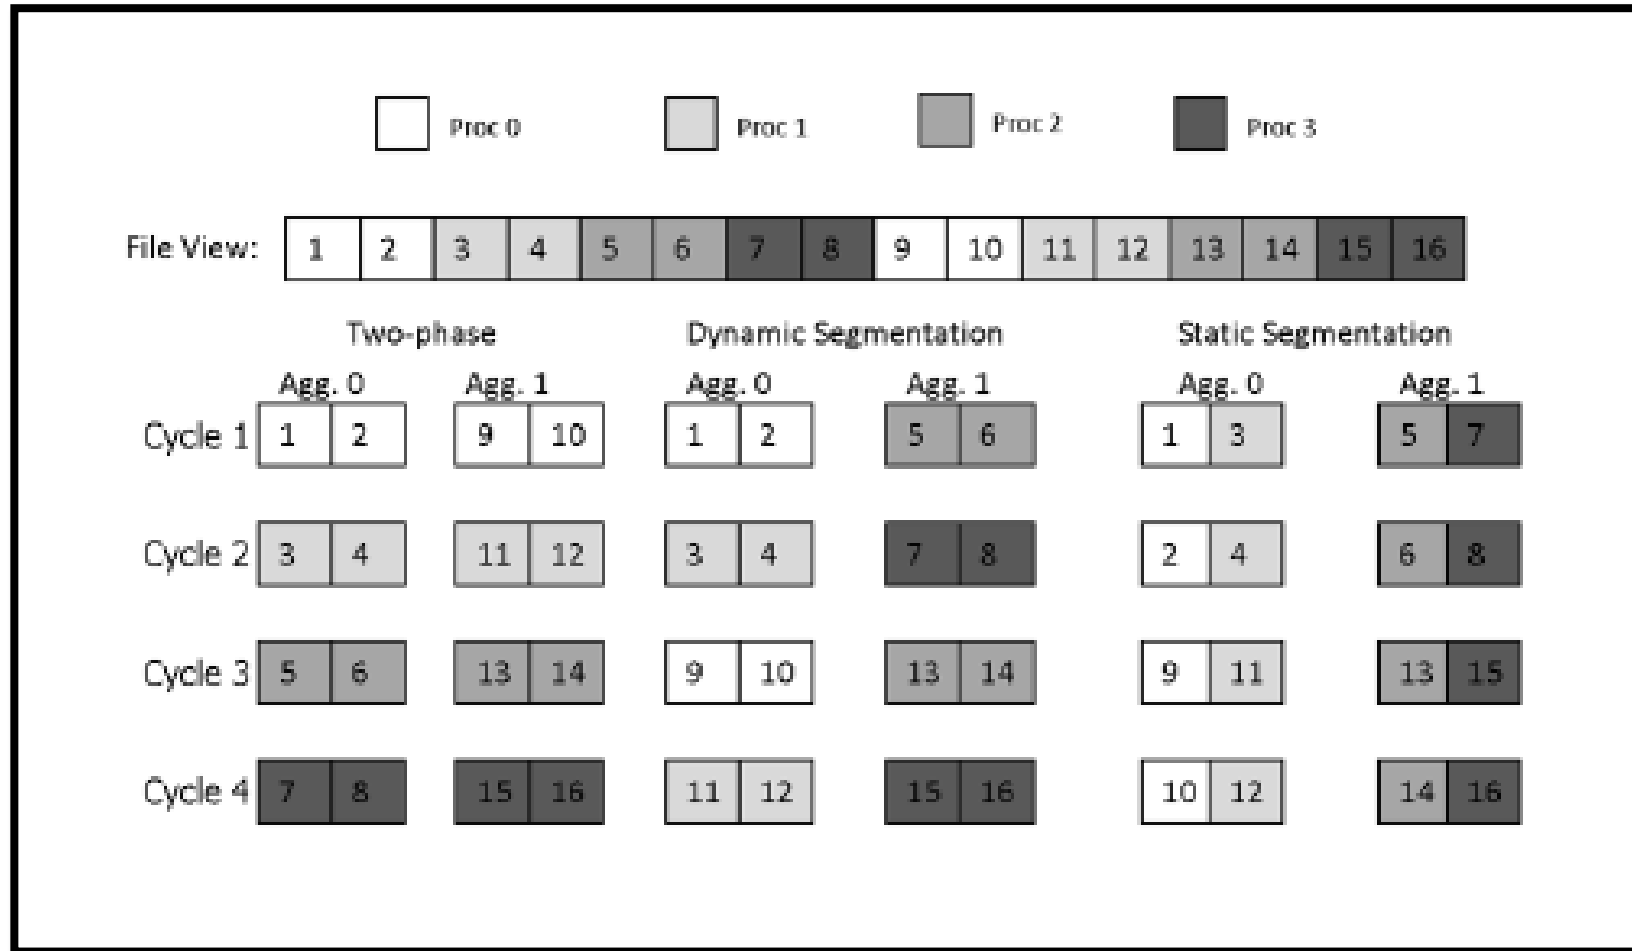 Proc 0 Proc 1 Proc 2 Proc 3
File View: 1 2 3 4 5 6 7 8 9 10 11 12 13 14 15 16
Two-phase Dynamic Segmentation Static Segmentation
Agg. 0 Agg. 1 Agg. 0 Agg. 1 Agg. 0 Agg. 1
Cycle 1 1 2 9 10 1 2 5 6 1 3 5 7
Cycle 2 3 4 11 12 3 4 7 8 2 4 6 8
Cycle 3 5 6 13 14 9 10 13 14 9 11 13 15
Cycle 4 7 8 15 16 11 12 15 16 10 12 14 16